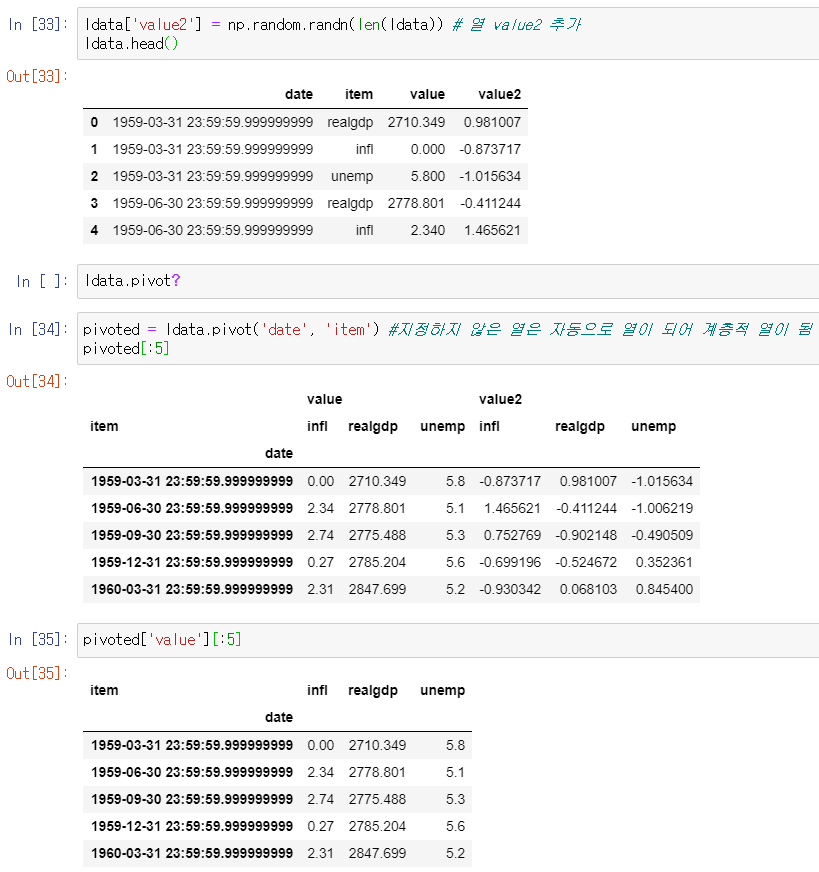 In [33]: ldata['value2'] = np.random.randn(len(ldata)) # 열 value2 추가
ldata.head()
Out[33]:
date item value value2
0 1959-03-31 23:59:59.999999999 realgdp 2710.349 0.981007
1 1959-03-31 23:59:59.999999999 infl 0.000 -0.873717
2 1959-03-31 23:59:59.999999999 unemp 5.800 -1.015634
3 1959-06-30 23:59:59.999999999 realgdp 2778.801 -0.411244
4 1959-06-30 23:59:59.999999999 infl 2.340 1.465621
In [ ]: ldata.pivot?
In [34]: pivoted = ldata.pivot('date', 'item') #지정하지 않은 열은 자동으로 열이 되어 계층적 열이 됨
pivoted[:5]
Out[34]:
value value2
item infl realgdp unemp infl realgdp unemp
date
1959-03-31 23:59:59.999999999 0.00 2710.349 5.8 -0.873717 0.981007 -1.015634
1959-06-30 23:59:59.999999999 2.34 2778.801 5.1 1.465621 -0.411244 -1.006219
1959-09-30 23:59:59.999999999 2.74 2775.488 5.3 0.752769 -0.902148 -0.490509
1959-12-31 23:59:59.999999999 0.27 2785.204 5.6 -0.699196 -0.524672 0.352361
1960-03-31 23:59:59.999999999 2.31 2847.699 5.2 -0.930342 0.068103 0.845400
In [35]: pivoted['value'][:5]
Out[35]:
item infl realgdp unemp
date
1959-03-31 23:59:59.999999999 0.00 2710.349 5.8
1959-06-30 23:59:59.999999999 2.34 2778.801 5.1
1959-09-30 23:59:59.999999999 2.74 2775.488 5.3
1959-12-31 23:59:59.999999999 0.27 2785.204 5.6
1960-03-31 23:59:59.999999999 2.31 2847.699 5.2